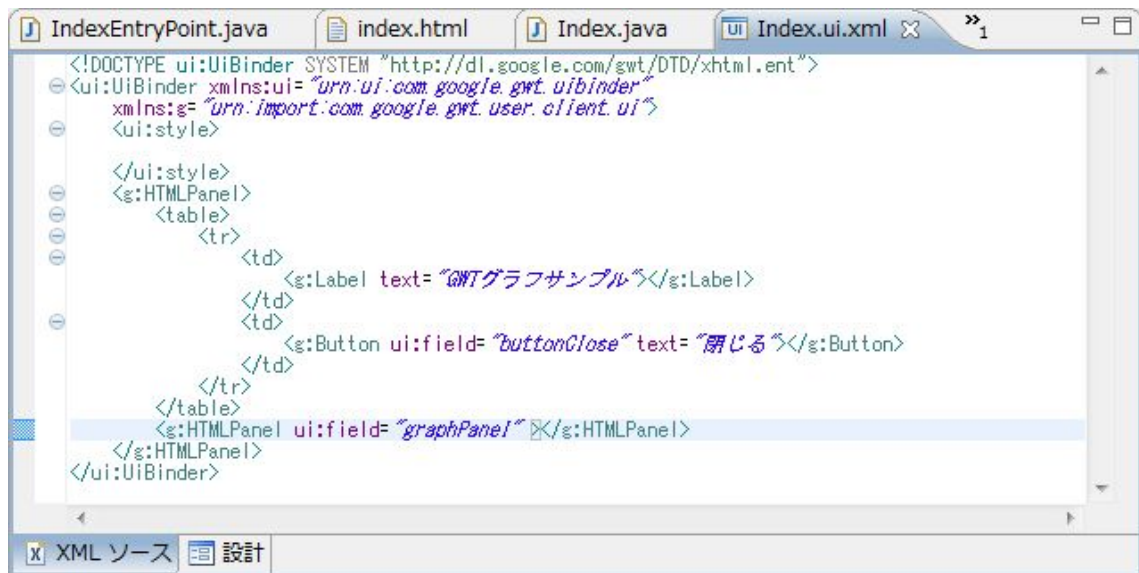 IndexEntryPoint.java index.html Index.java Index.ui.xml »1
<!DOCTYPE ui:UiBinder SYSTEM "http://dl.google.com/gwt/DTD/xhtml.ent">
<ui:UiBinder xmlns:ui="urn:ui:com.google.gwt.uibinder"
xmlns:g="urn:import:com.google.gwt.user.client.ui">
<ui:style>
</ui:style>
<g:HTMLPanel>
<table>
<tr>
<td>
<g:Label text="GWTグラフサンプル"></g:Label>
</td>
<td>
<g:Button ui:field="buttonClose" text="閉じる"></g:Button>
</td>
</tr>
</table>
<g:HTMLPanel ui:field="graphPanel" ></g:HTMLPanel>
</g:HTMLPanel>
</ui:UiBinder>
XML ソース 設計